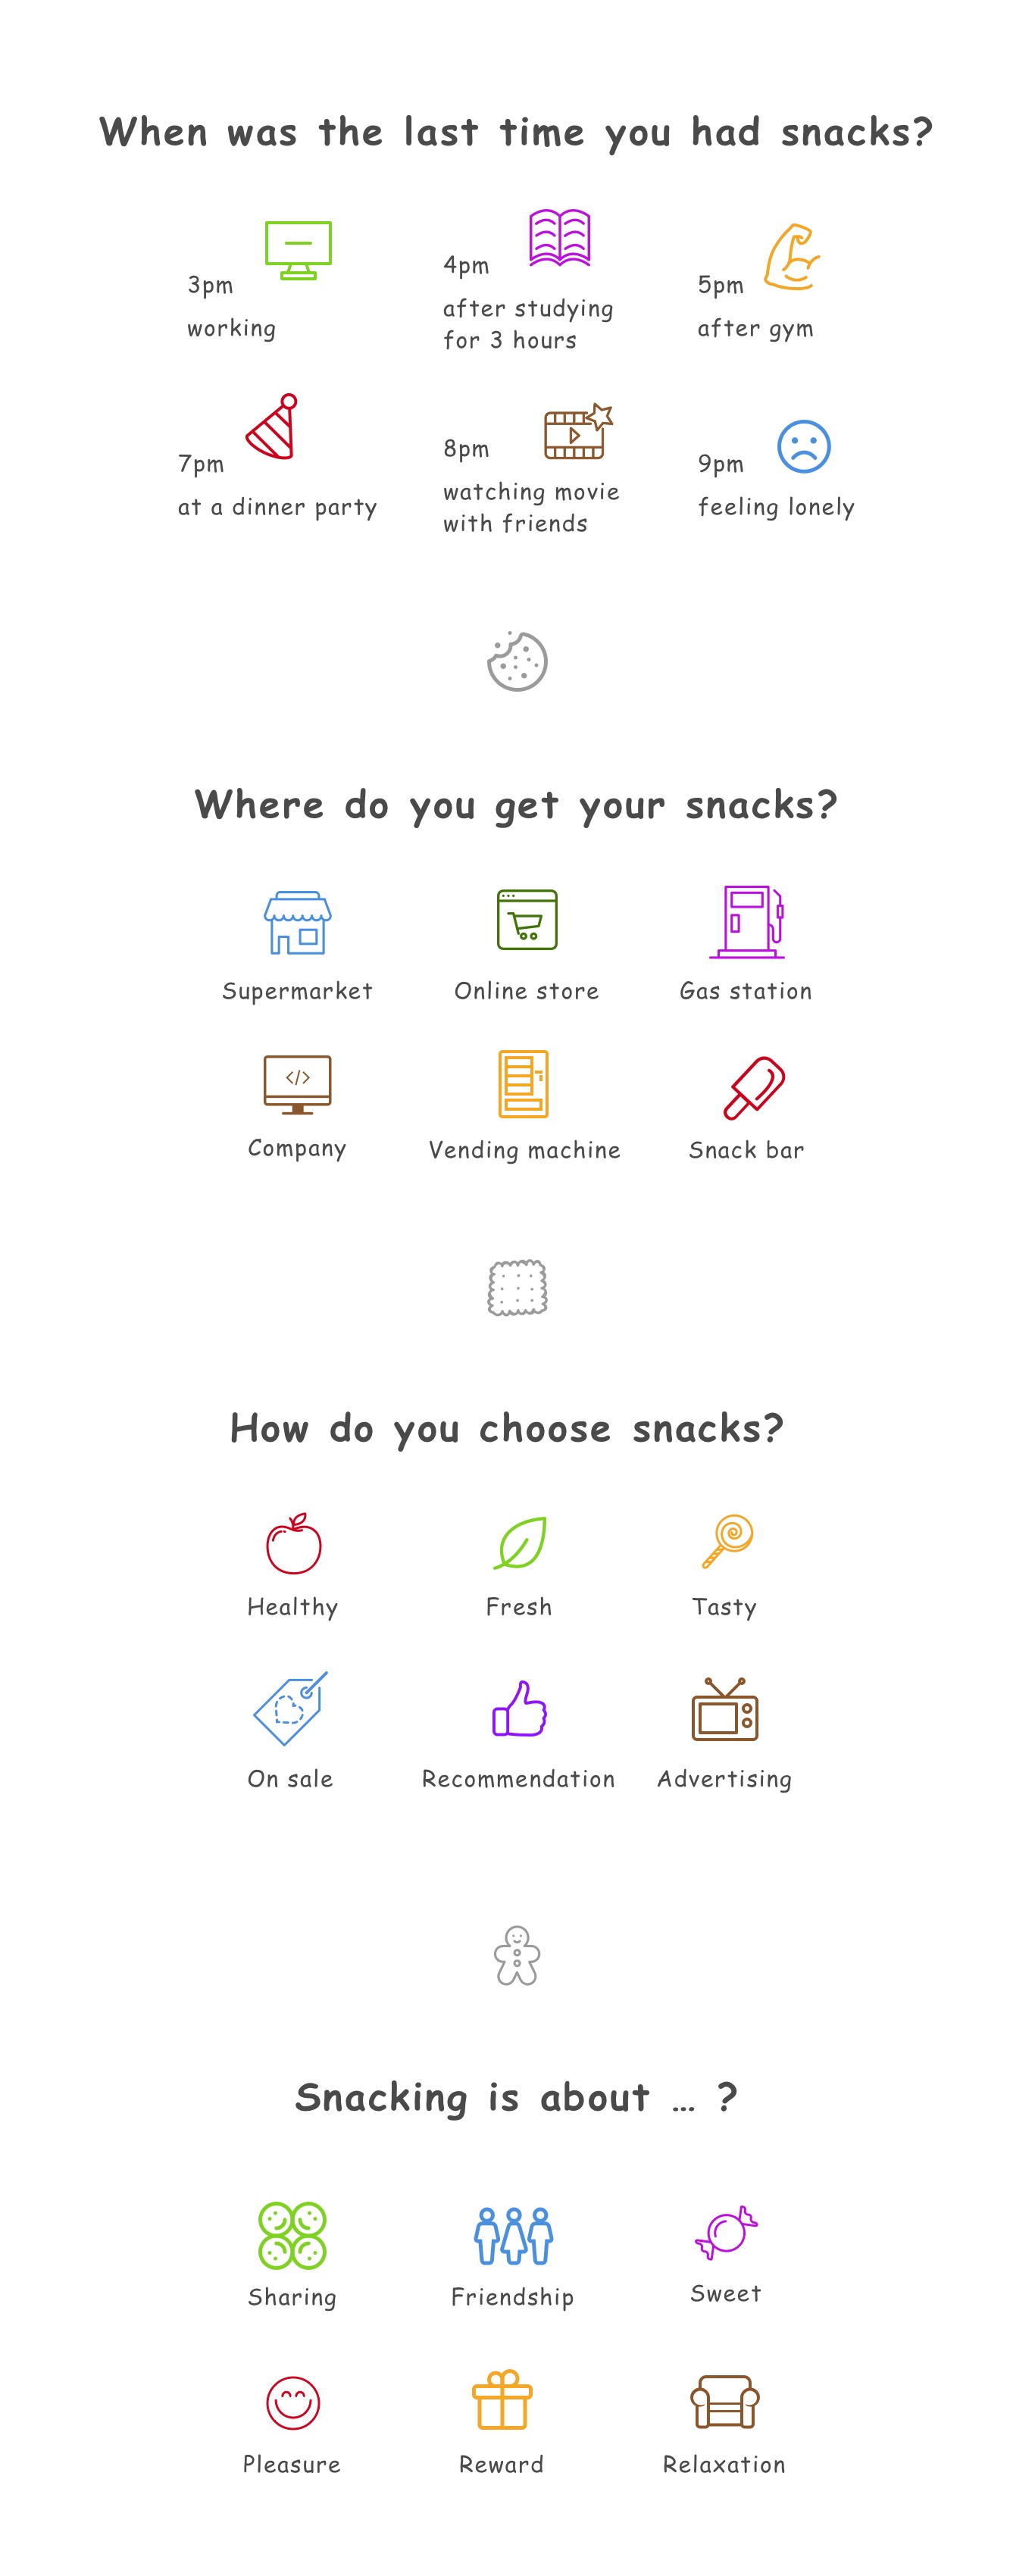 When was the last time you had snacks?
3pm
working
4pm
after studying
for 3 hours
5pm
after gym
7pm
at a dinner party
8pm
watching movie
with friends
9pm
feeling lonely
Where do you get your snacks?
Supermarket
Online store
Gas station
</>
Company
Vending machine
Snack bar
How do you choose snacks?
Healthy
Fresh
Tasty
On sale
Recommendation
Advertising
Snacking is about ... ?
Sharing
Friendship
Sweet
Pleasure
Reward
Relaxation